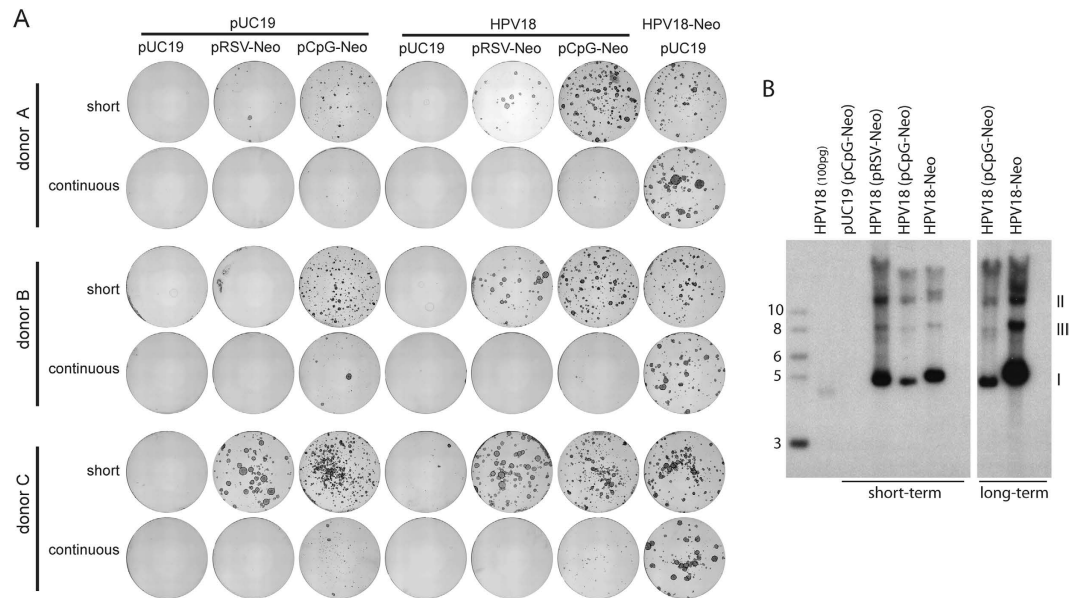 A
pUC19 HPV18 HPV18-Neo
pUC19 pRSV-Neo pCpG-Neo pUC19 pRSV-Neo pCpG-Neo pUC19
donor A
short
continuous
donor B
short
continuous
donor C
short
continuous
B
HPV18 (100pg)
pUC19 (pCpG-Neo)
HPV18 (pRSV-Neo)
HPV18 (pCpG-Neo)
HPV18-Neo
HPV18 (pCpG-Neo)
HPV18-Neo
10
8
6
5
3
II
III
I
short-term long-term